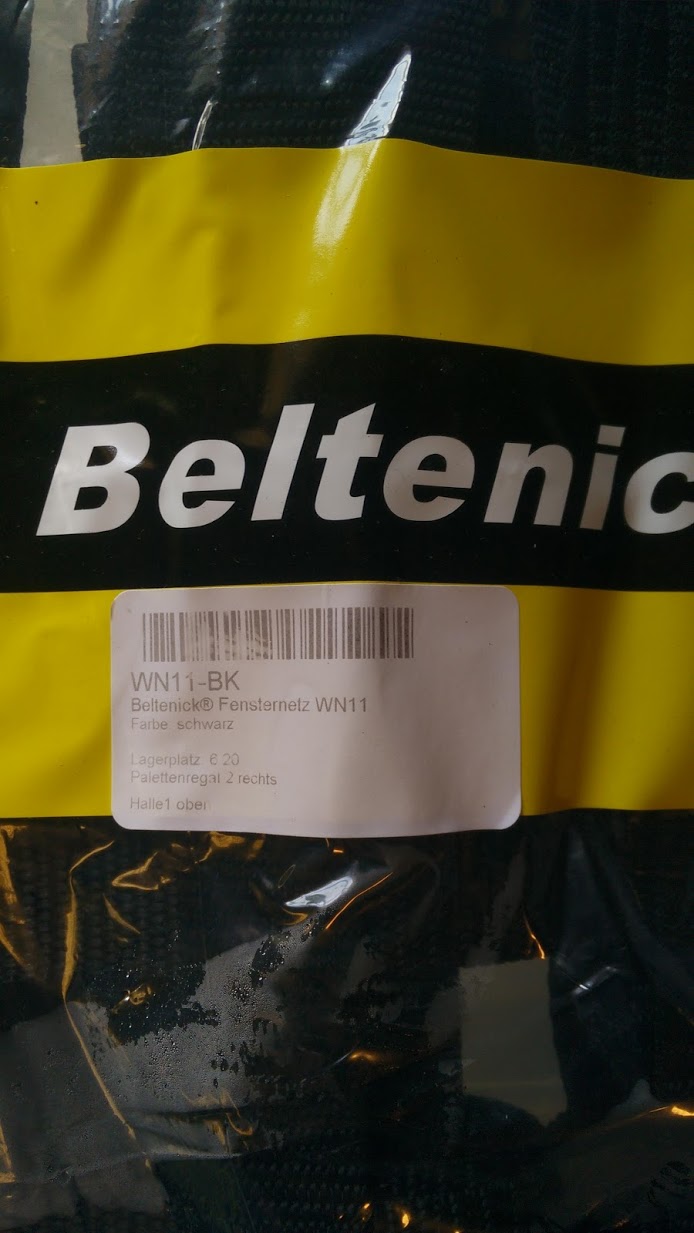 Beltenic
WN11-BK
Beltenick® Fensternetz WN11
Farbe: schwarz
Lagerplatz: 6.20
Palettenregal 2 rechts
Halle1 oben